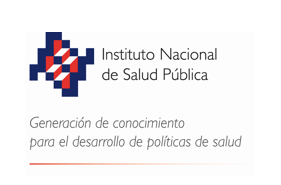 Instituto Nacional
de Salud Pública
Generación de conocimiento
para el desarrollo de políticas de salud